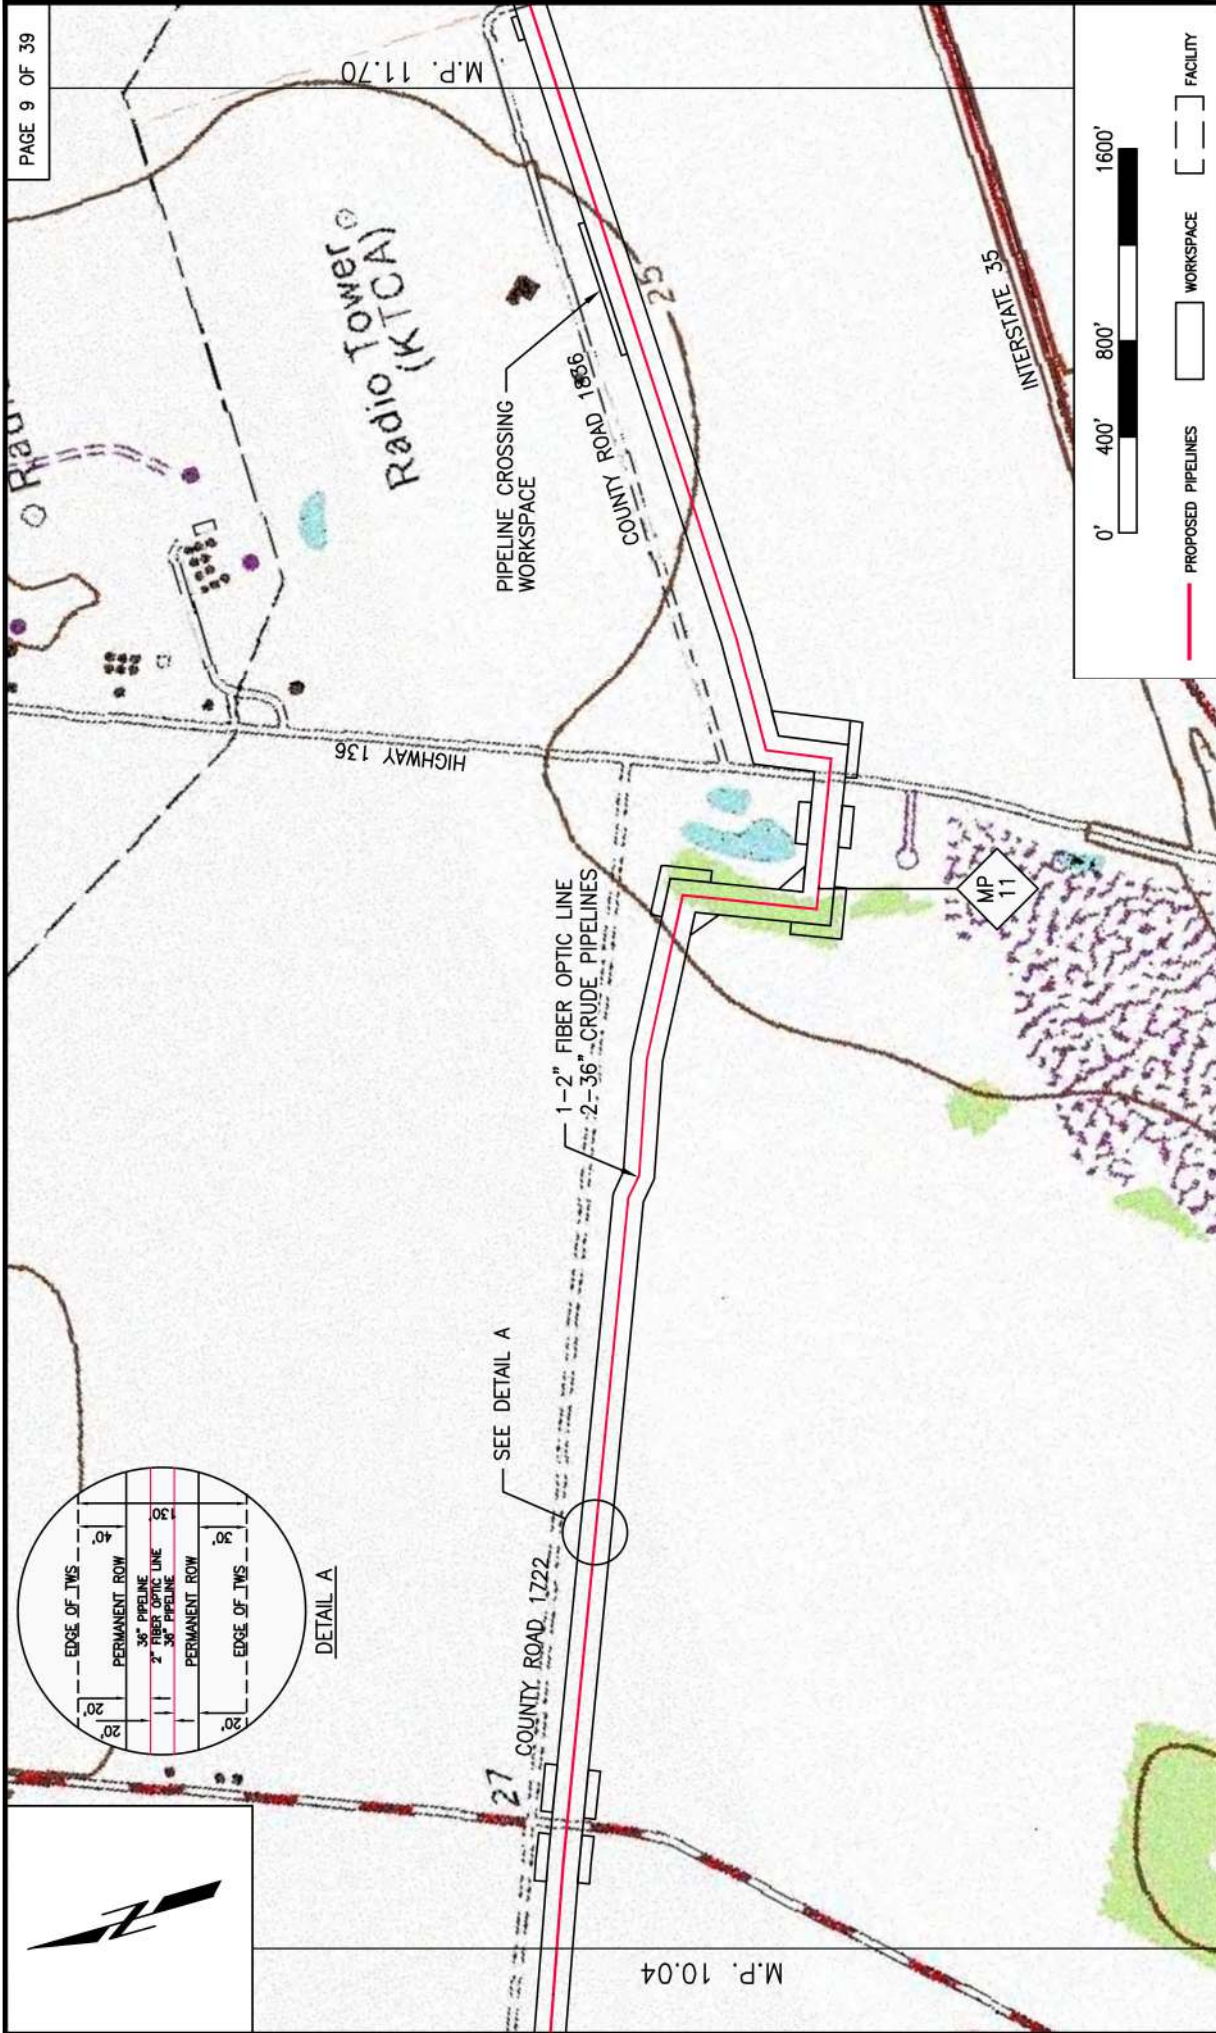 PAGE 9 OF 39
M.P. 11.70
Radio Tower
(KTCA)
PIPELINE CROSSING
WORKSPACE
COUNTY ROAD 1836
25
INTERSTATE 35
HIGHWAY 136
1-2" FIBER OPTIC LINE
2-36" CRUDE PIPELINES
MP
11
SEE DETAIL A
COUNTY ROAD 1722
27
M.P. 10.04
EDGE OF TWS
PERMANENT ROW
36" PIPELINE
2" FIBER OPTIC LINE
36" PIPELINE
PERMANENT ROW
EDGE OF TWS
40'
130'
30'
20'
20'
20'
DETAIL A
0'
400'
800'
1600'
PROPOSED PIPELINES
WORKSPACE
FACILITY